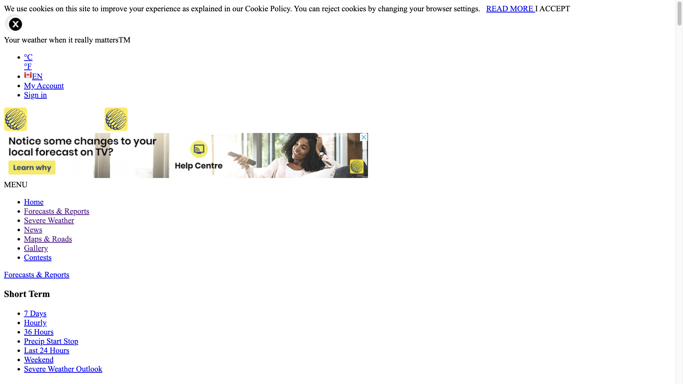 We use cookies on this site to improve your experience as explained in our Cookie Policy. You can reject cookies by changing your browser settings. READ MORE I ACCEPT
Your weather when it really mattersTM
°C
°F
EN
My Account
Sign in
Notice some changes to your
local forecast on TV?
Learn why
Help Centre
MENU
Home
Forecasts & Reports
Severe Weather
News
Maps & Roads
Gallery
Contests
Forecasts & Reports
Short Term
7 Days
Hourly
36 Hours
Precip Start Stop
Last 24 Hours
Weekend
Severe Weather Outlook